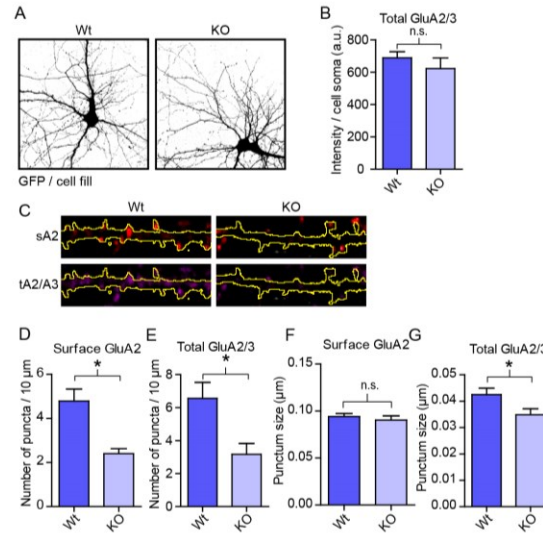 A
Wt
KO
GFP / cell fill
B
Total GluA2/3
n.s.
Intensity / cell soma (a.u.)
800
600
400
200
0
Wt
KO
C
Wt
KO
sA2
tA2/A3
D
Surface GluA2
*
Number of puncta / 10 µm
6
4
2
0
Wt
KO
E
Total GluA2/3
*
Number of puncta / 10 µm
8
6
4
2
0
Wt
KO
F
Surface GluA2
n.s.
Punctum size (µm)
0.15
0.10
0.05
0.00
Wt
KO
G
Total GluA2/3
*
Punctum size (µm)
0.05
0.04
0.03
0.02
0.01
0.00
Wt
KO